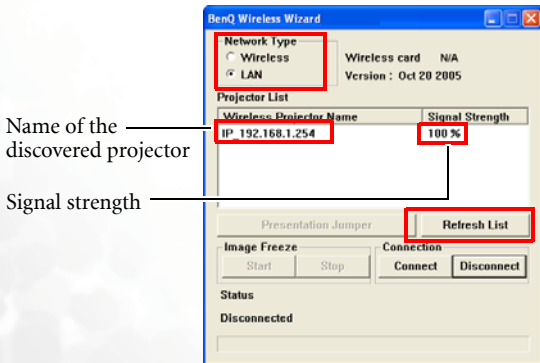 BenQ Wireless Wizard
Network Type
Wireless
LAN
Wireless card N/A
Version : Oct 20 2005
Projector List
Wireless Projector Name Signal Strength
IP_192.168.1.254 100 %
Name of the
discovered projector
Signal strength
Presentation Jumper Refresh List
Image Freeze Connection
Start Stop Connect Disconnect
Status
Disconnected